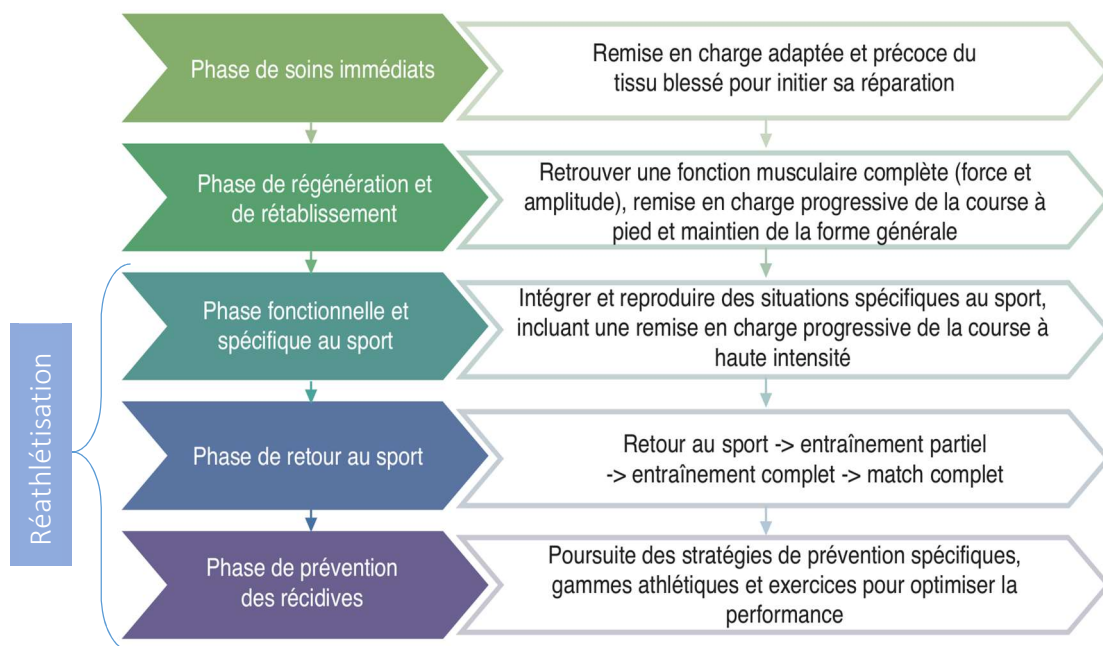 Phase de soins immédiats
Remise en charge adaptée et précoce du
tissu blessé pour initier sa réparation
Phase de régénération et
de rétablissement
Retrouver une fonction musculaire complète (force et
amplitude), remise en charge progressive de la course à
pied et maintien de la forme générale
Réathlétisation
Phase fonctionnelle et
spécifique au sport
Intégrer et reproduire des situations spécifiques au sport,
incluant une remise en charge progressive de la course à
haute intensité
Phase de retour au sport
Retour au sport -> entraînement partiel
-> entraînement complet -> match complet
Phase de prévention
des récidives
Poursuite des stratégies de prévention spécifiques,
gammes athlétiques et exercices pour optimiser la
performance